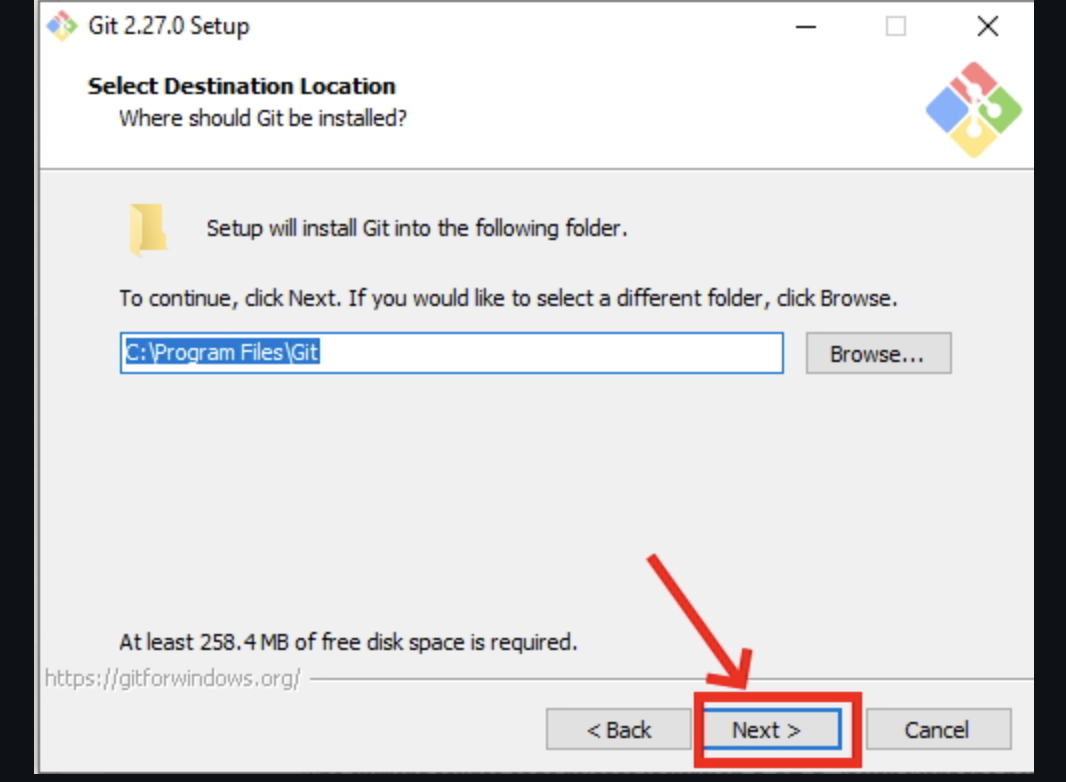 Git 2.27.0 Setup
Select Destination Location
Where should Git be installed?
Setup will install Git into the following folder.
To continue, click Next. If you would like to select a different folder, click Browse.
C:\Program Files\Git
Browse...
At least 258.4 MB of free disk space is required.
https://gitforwindows.org/
< Back
Next >
Cancel